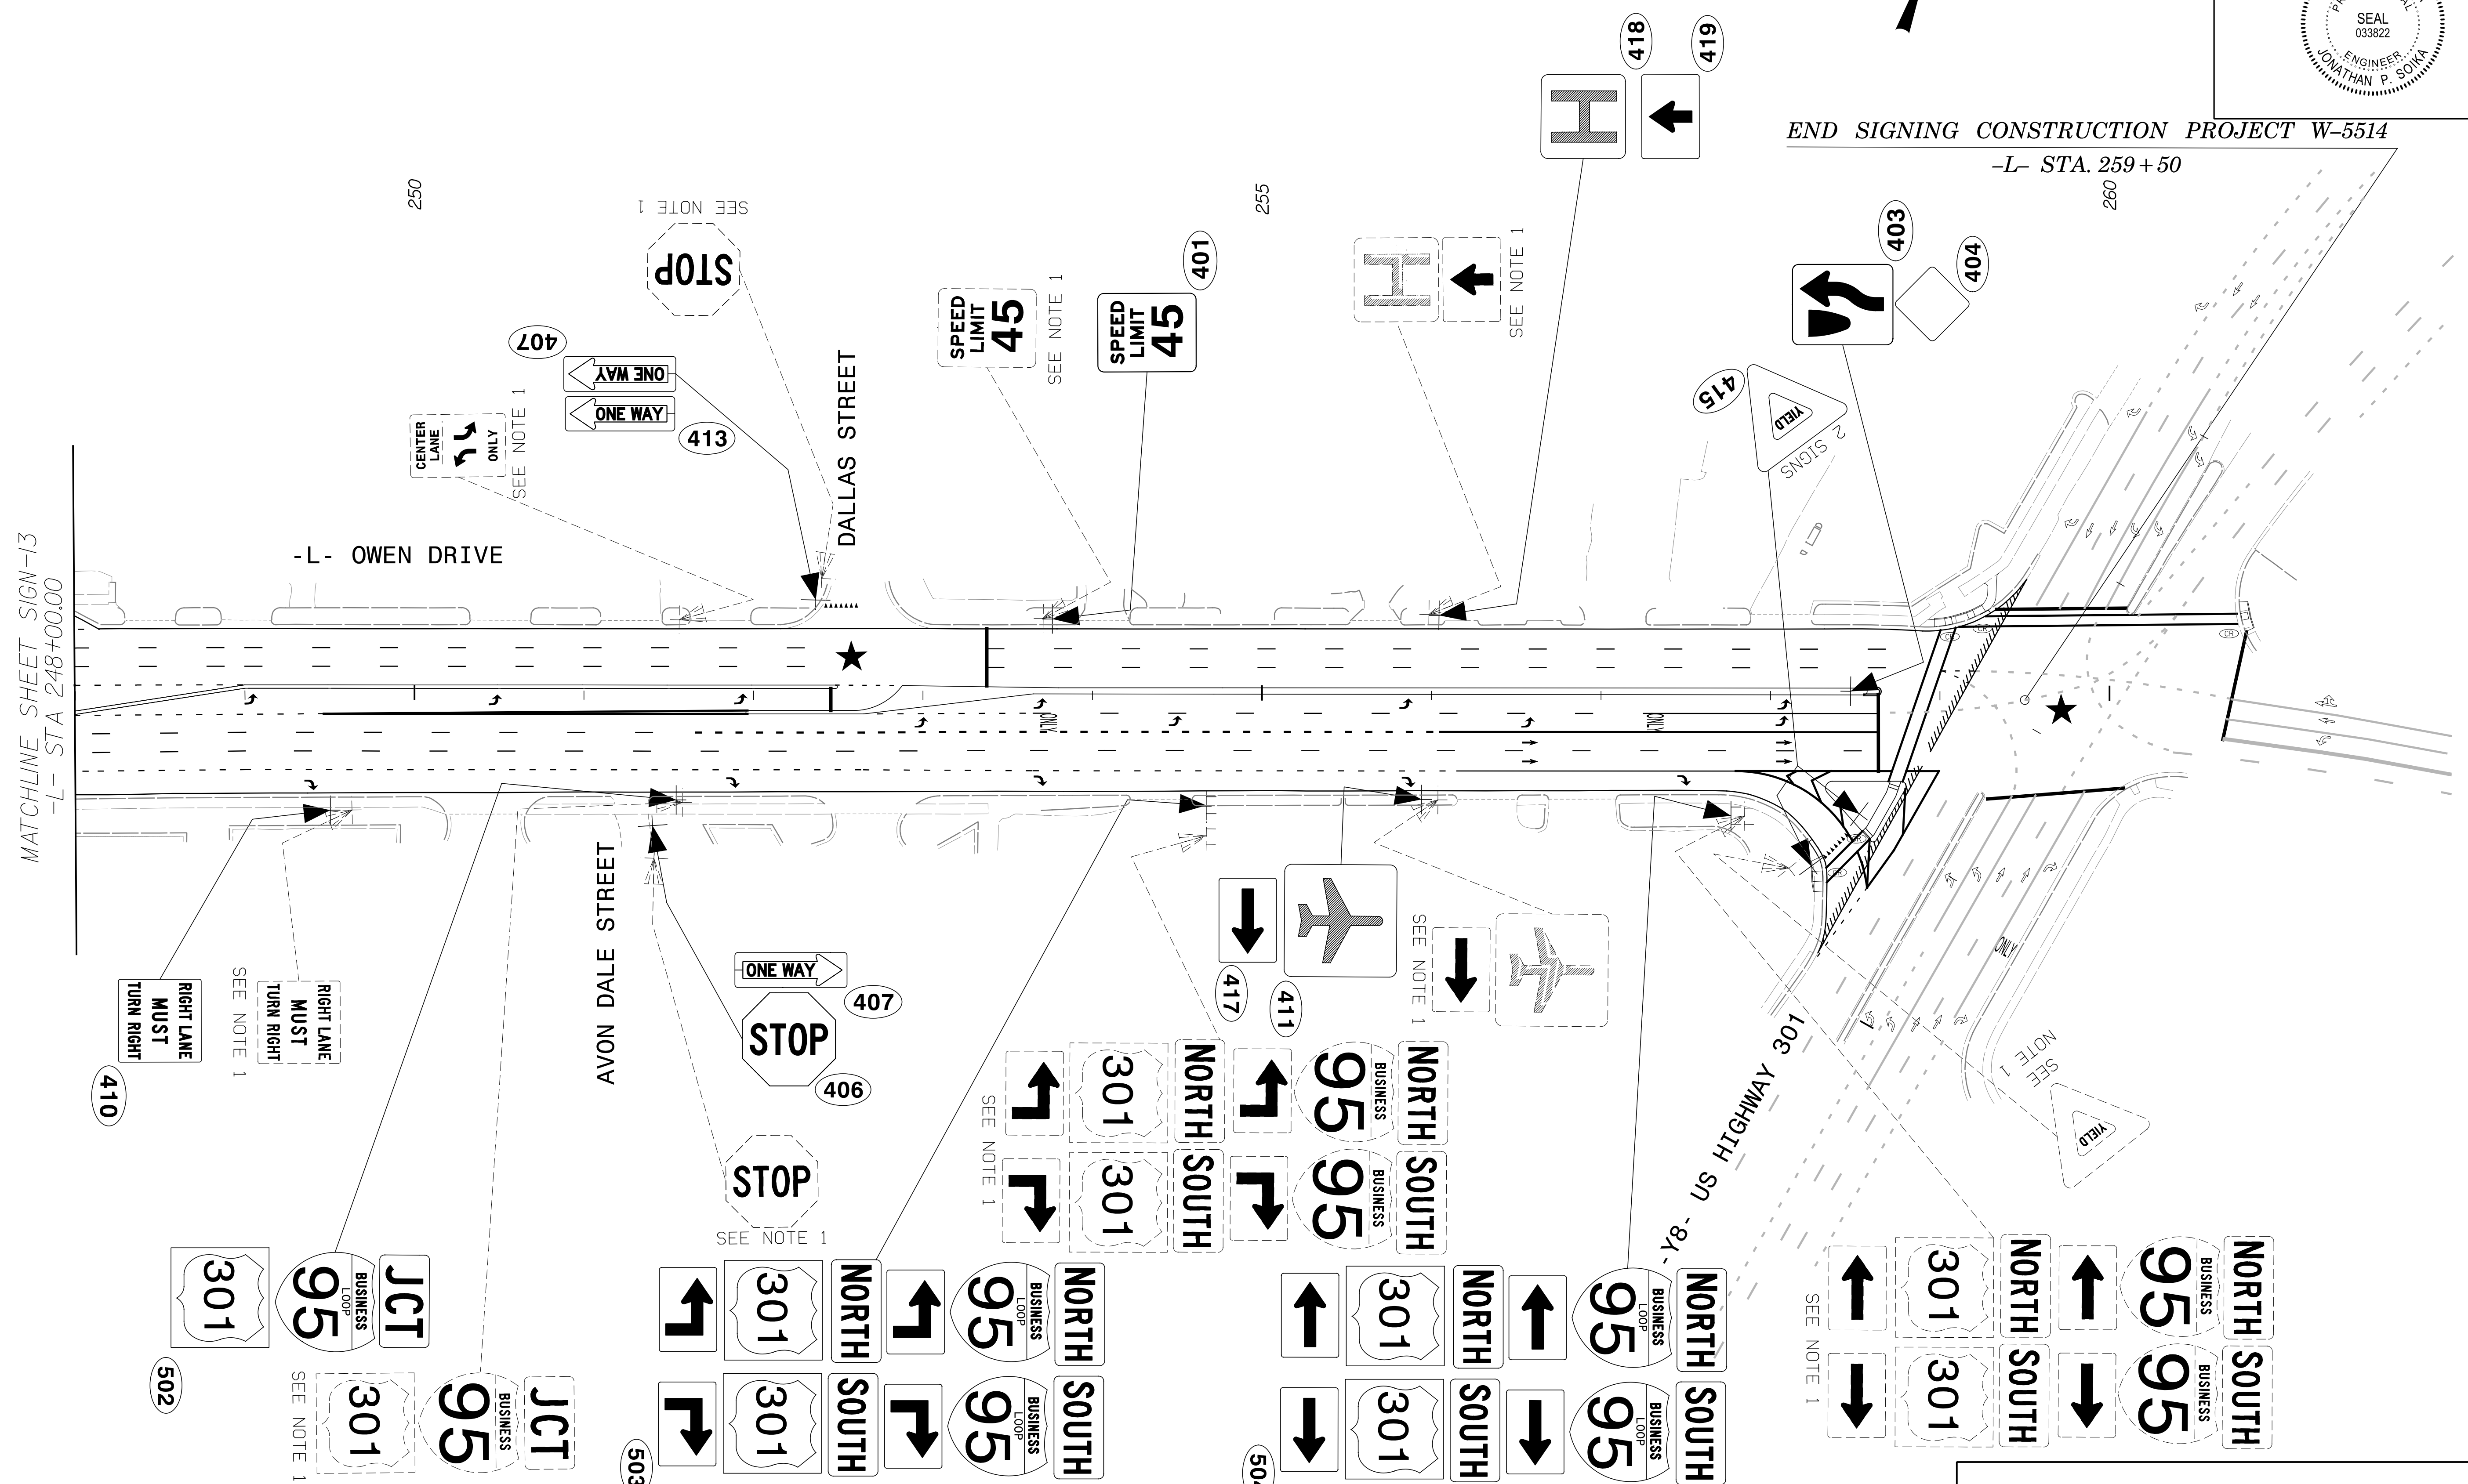 SEAL
033822
ENGINEER
JONATHAN P. SOIKA
END SIGNING CONSTRUCTION PROJECT W-5514
-L- STA. 259+50
250
255
260
418
419
H
SEE NOTE 1
STOP
407
ONE WAY
ONE WAY
413
CENTER
LANE
ONLY
SEE NOTE 1
DALLAS STREET
SPEED
LIMIT
45
SEE NOTE 1
SPEED
LIMIT
45
401
H
SEE NOTE 1
403
404
415
YIELD
2 SIGNS
MATCHLINE SHEET SIGN-13
-L- STA 248+00.00
-L- OWEN DRIVE
ONLY
ONLY
CR
CR
CR
CR
CR
ONLY
RIGHT LANE
MUST
TURN RIGHT
410
RIGHT LANE
MUST
TURN RIGHT
SEE NOTE 1
AVON DALE STREET
ONE WAY
407
STOP
406
STOP
SEE NOTE 1
417
411
SEE NOTE 1
NORTH
BUSINESS
95
NORTH
301
SEE NOTE 1
SOUTH
BUSINESS
95
SOUTH
301
-Y8- US HIGHWAY 301
SEE
NOTE 1
YIELD
JCT
BUSINESS
LOOP
95
301
502
JCT
BUSINESS
95
301
SEE NOTE 1
NORTH
BUSINESS
LOOP
95
NORTH
301
SOUTH
BUSINESS
LOOP
95
SOUTH
301
503
NORTH
BUSINESS
LOOP
95
NORTH
301
SOUTH
BUSINESS
LOOP
95
SOUTH
301
NORTH
BUSINESS
95
NORTH
301
SOUTH
BUSINESS
95
SOUTH
301
SEE NOTE 1